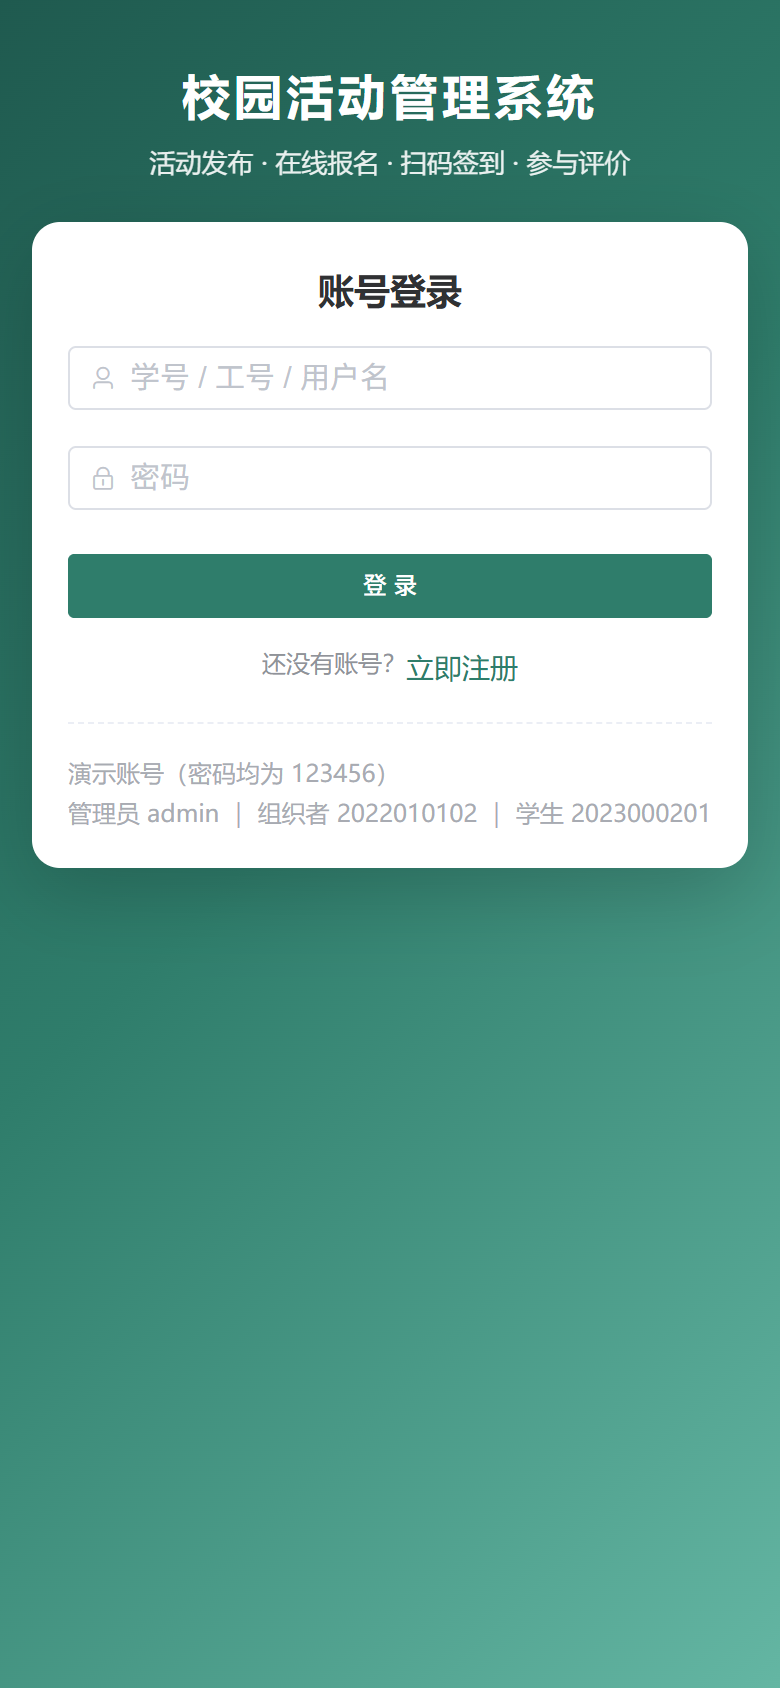 校园活动管理系统
活动发布 · 在线报名 · 扫码签到 · 参与评价
账号登录
学号 / 工号 / 用户名
密码
登 录
还没有账号？立即注册
演示账号（密码均为 123456）
管理员 admin ｜ 组织者 2022010102 ｜ 学生 2023000201